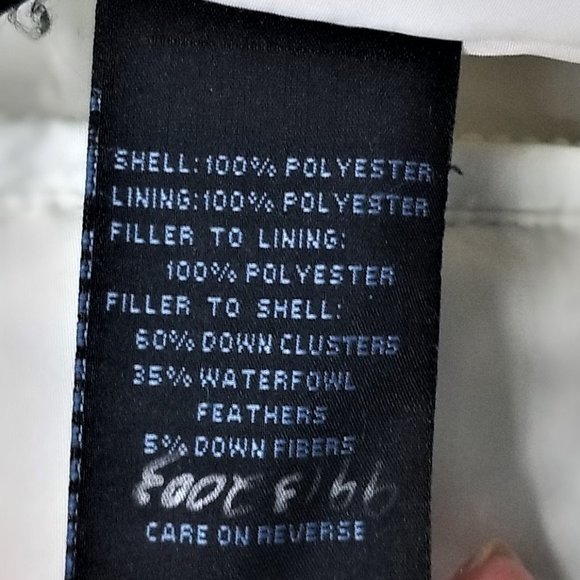 SHELL:100% POLYESTER
LINING:100% POLYESTER
FILLER TO LINING:
100% POLYESTER
FILLER TO SHELL:
60% DOWN CLUSTERS
35% WATERFOWL
FEATHERS
5% DOWN FIBERS
CARE ON REVERSE